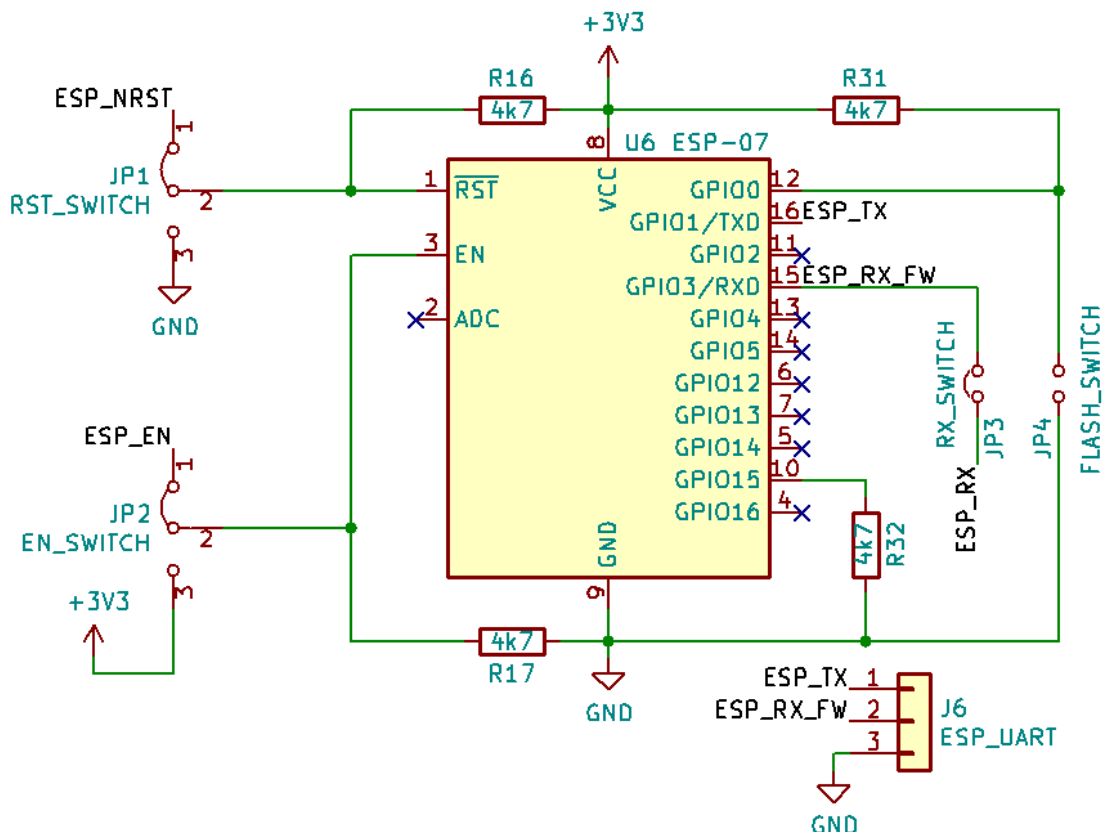 +3V3
R16
4k7
R31
4k7
ESP_NRST
1
JP1
RST_SWITCH
2
3
GND
U6 ESP-07
8
VCC
1
RST
3
EN
2
ADC
12
GPIO0
16
GPIO1/TXD
ESP_TX
11
GPIO2
15
GPIO3/RXD
ESP_RX_FW
13
GPIO4
14
GPIO5
6
GPIO12
7
GPIO13
5
GPIO14
10
GPIO15
4
GPIO16
GND
9
RX_SWITCH
JP3
ESP_RX
JP4
FLASH_SWITCH
ESP_EN
1
JP2
EN_SWITCH
2
3
+3V3
4k7
R32
4k7
R17
GND
ESP_TX
1
ESP_RX_FW
2
3
J6
ESP_UART
GND